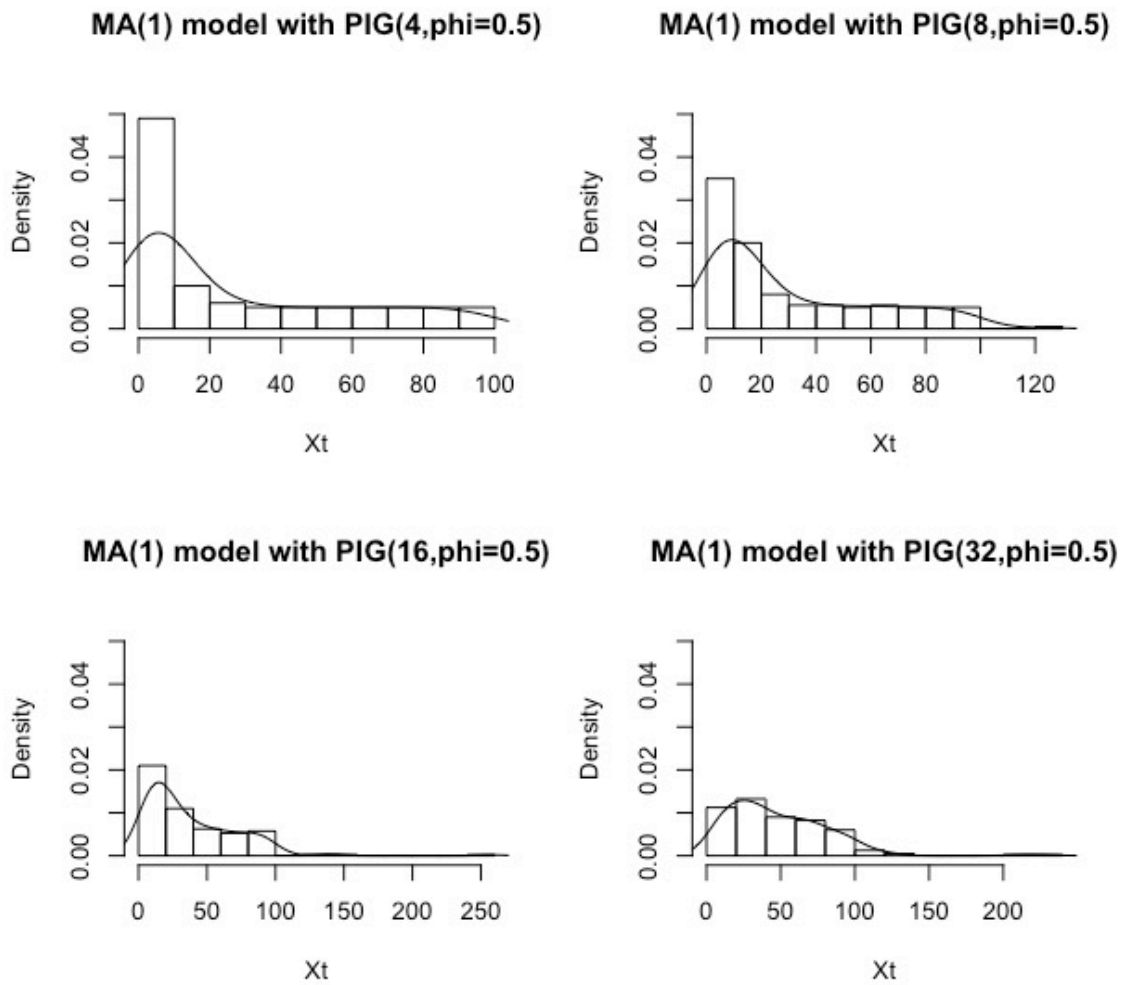 MA(1) model with PIG(4,phi=0.5)
Density
0.00 0.02 0.04
0 20 40 60 80 100
Xt
MA(1) model with PIG(8,phi=0.5)
Density
0.00 0.02 0.04
0 20 40 60 80 120
Xt
MA(1) model with PIG(16,phi=0.5)
Density
0.00 0.02 0.04
0 50 100 150 200 250
Xt
MA(1) model with PIG(32,phi=0.5)
Density
0.00 0.02 0.04
0 50 100 150 200
Xt